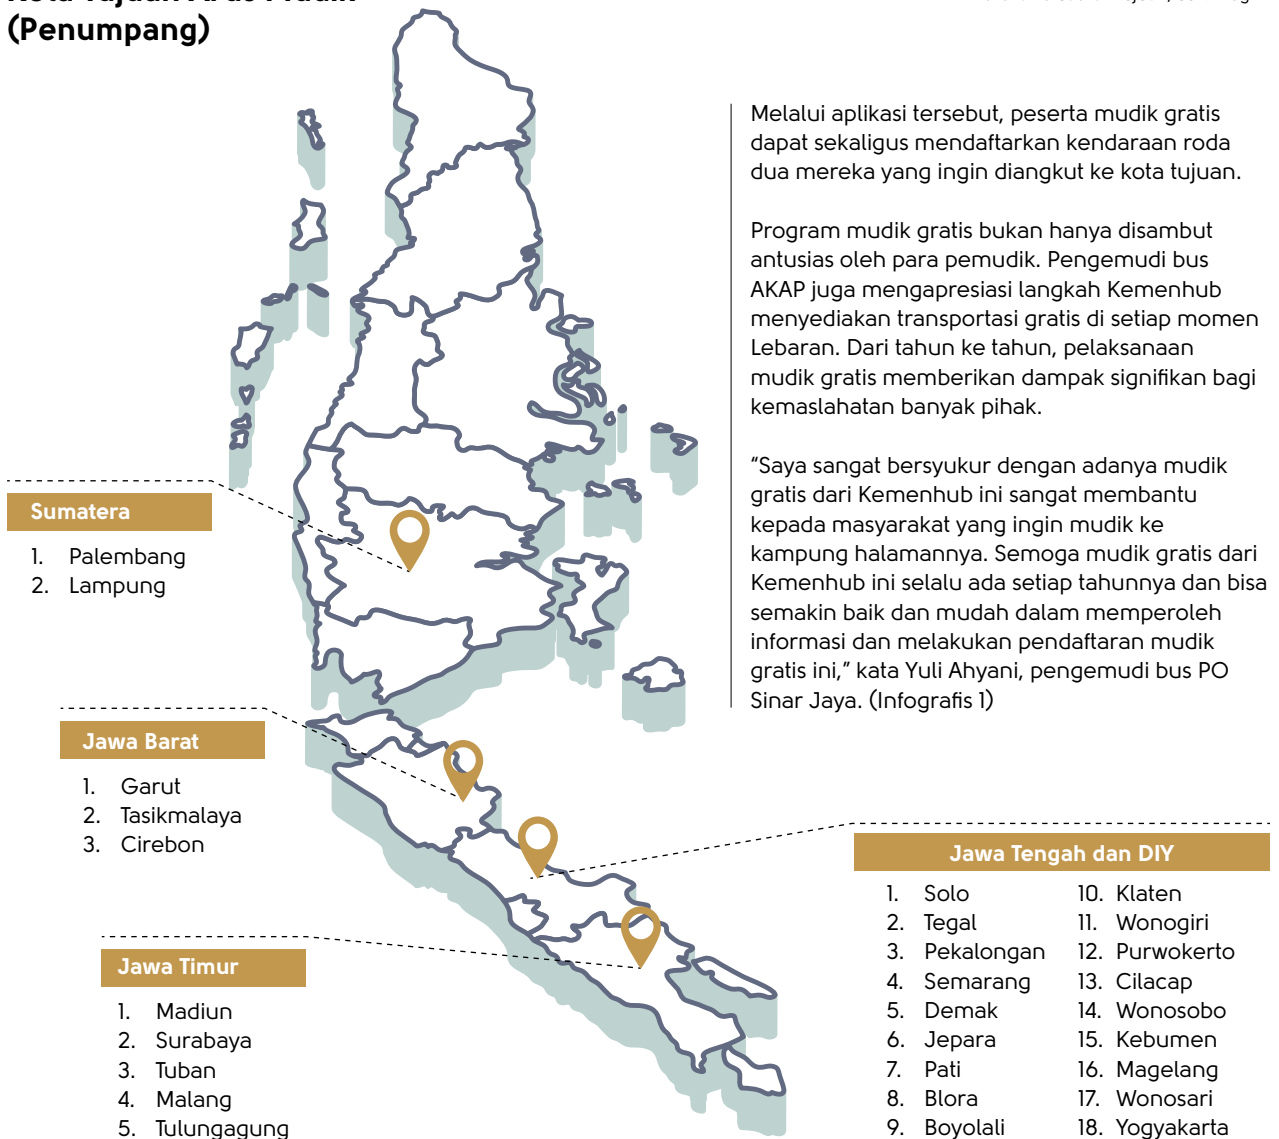 (Penumpang)
Melalui aplikasi tersebut, peserta mudik gratis
dapat sekaligus mendaftarkan kendaraan roda
dua mereka yang ingin diangkut ke kota tujuan.
Program mudik gratis bukan hanya disambut
antusias oleh para pemudik. Pengemudi bus
AKAP juga mengapresiasi langkah Kemenhub
menyediakan transportasi gratis di setiap momen
Lebaran. Dari tahun ke tahun, pelaksanaan
mudik gratis memberikan dampak signifikan bagi
kemaslahatan banyak pihak.
“Saya sangat bersyukur dengan adanya mudik
gratis dari Kemenhub ini sangat membantu
kepada masyarakat yang ingin mudik ke
kampung halamannya. Semoga mudik gratis dari
Kemenhub ini selalu ada setiap tahunnya dan bisa
semakin baik dan mudah dalam memperoleh
informasi dan melakukan pendaftaran mudik
gratis ini,” kata Yuli Ahyani, pengemudi bus PO
Sinar Jaya. (Infografis 1)
Sumatera
1. Palembang
2. Lampung
Jawa Barat
1. Garut
2. Tasikmalaya
3. Cirebon
Jawa Timur
1. Madiun
2. Surabaya
3. Tuban
4. Malang
5. Tulungagung
Jawa Tengah dan DIY
1. Solo
2. Tegal
3. Pekalongan
4. Semarang
5. Demak
6. Jepara
7. Pati
8. Blora
9. Boyolali
10. Klaten
11. Wonogiri
12. Purwokerto
13. Cilacap
14. Wonosobo
15. Kebumen
16. Magelang
17. Wonosari
18. Yogyakarta